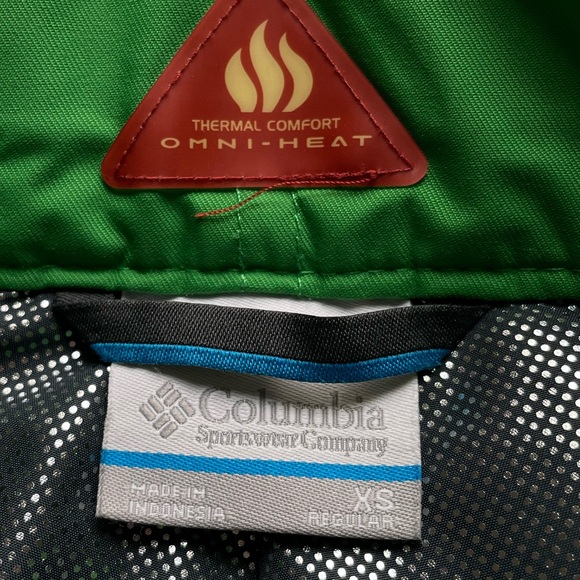 THERMAL COMFORT
OMNI-HEAT
Columbia
Sportswear Company
MADE IN
INDONESIA
XS
REGULAR